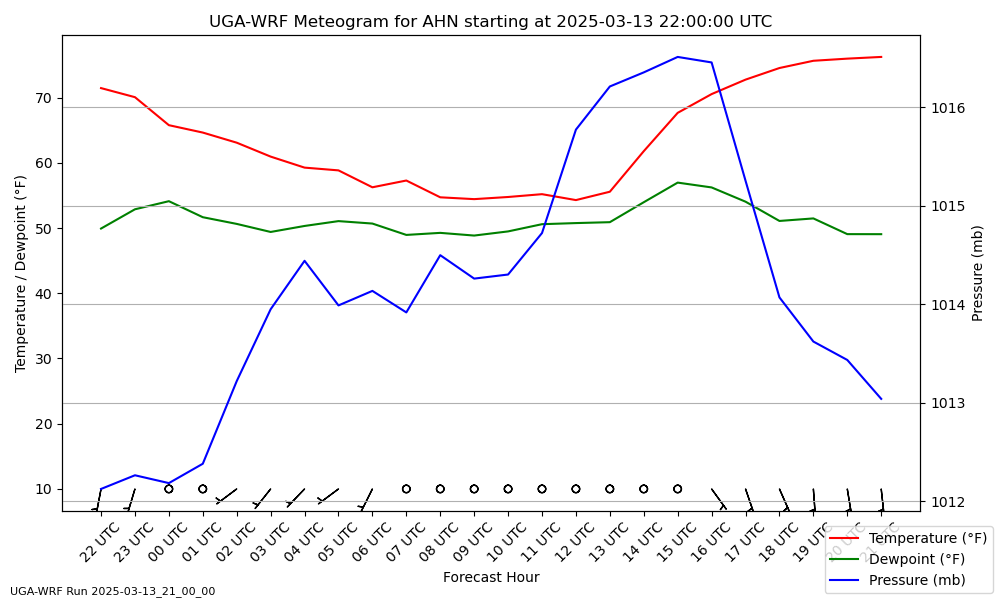 UGA-WRF Meteogram for AHN starting at 2025-03-13 22:00:00 UTC
Temperature / Dewpoint (°F)
70
60
50
40
30
20
10
1016
1015
1014
1013
1012
Pressure (mb)
22 UTC
23 UTC
00 UTC
01 UTC
02 UTC
03 UTC
04 UTC
05 UTC
06 UTC
07 UTC
08 UTC
09 UTC
10 UTC
11 UTC
12 UTC
13 UTC
14 UTC
15 UTC
16 UTC
17 UTC
18 UTC
19 UTC
20 UTC
21 UTC
Forecast Hour
Temperature (°F)
Dewpoint (°F)
Pressure (mb)
UGA-WRF Run 2025-03-13_21_00_00